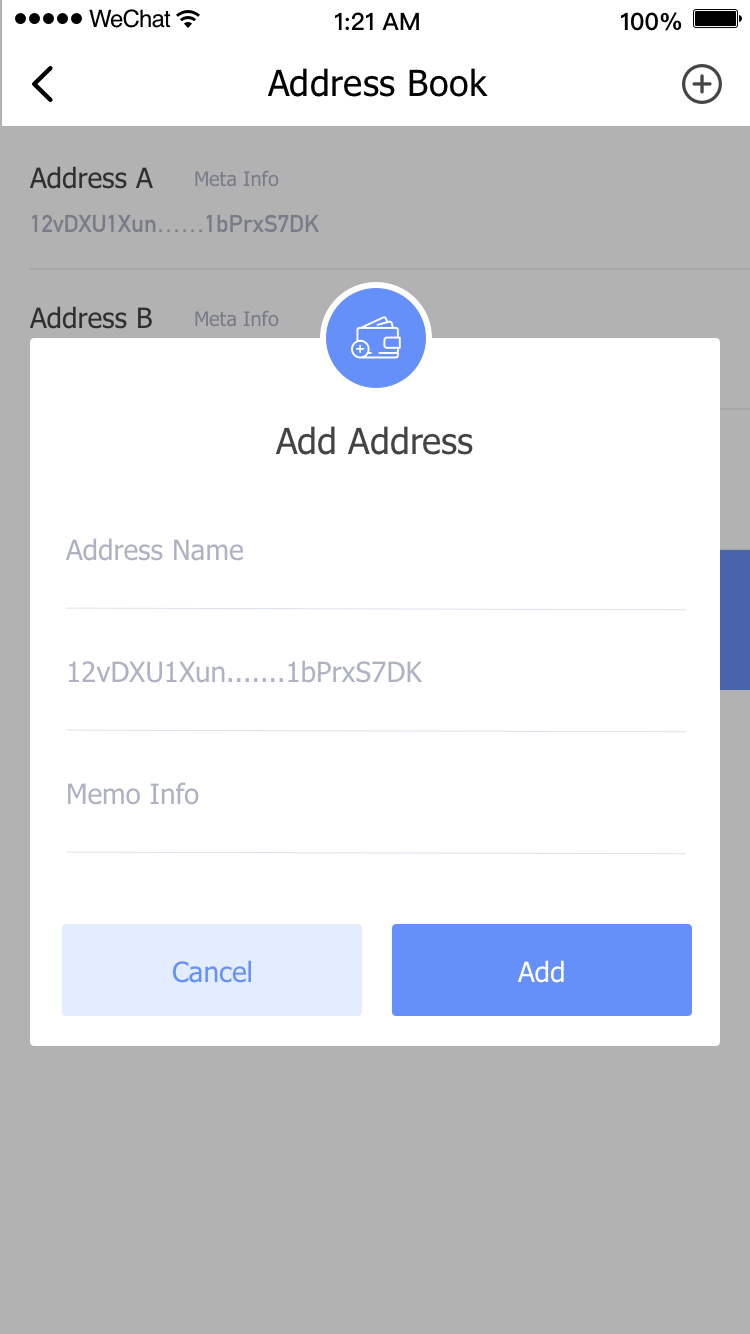 WeChat 1:21 AM 100%
Address Book
Address A Meta Info
12vDXU1Xun......1bPrxS7DK
Address B Meta Info
Add Address
Address Name
12vDXU1Xun.......1bPrxS7DK
Memo Info
Cancel Add